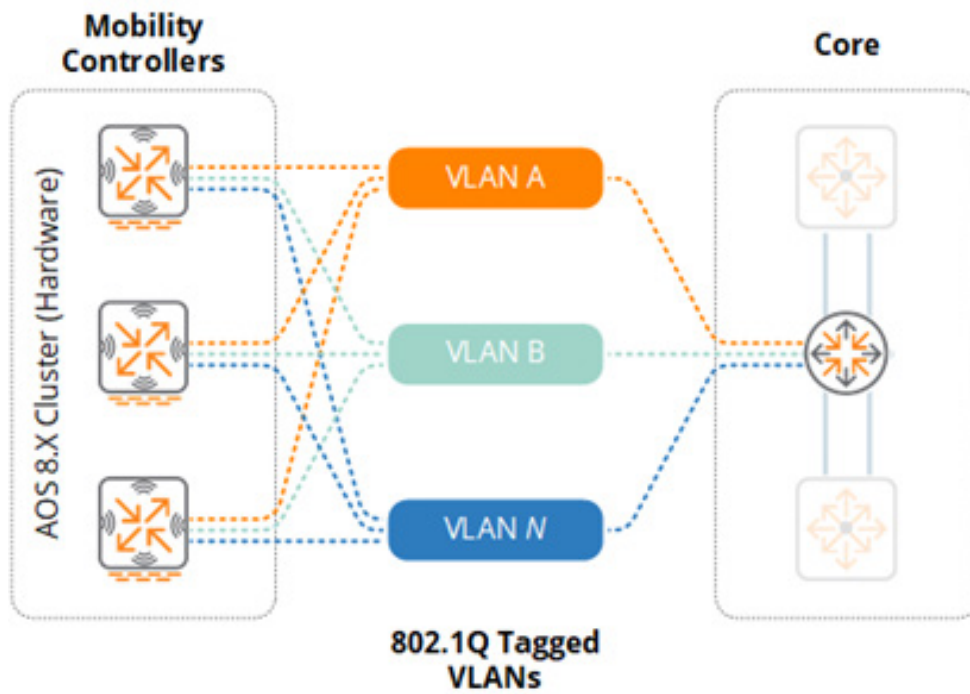 Mobility
Controllers
Core
AOS 8.X Cluster (Hardware)
VLAN A
VLAN B
VLAN N
802.1Q Tagged
VLANs